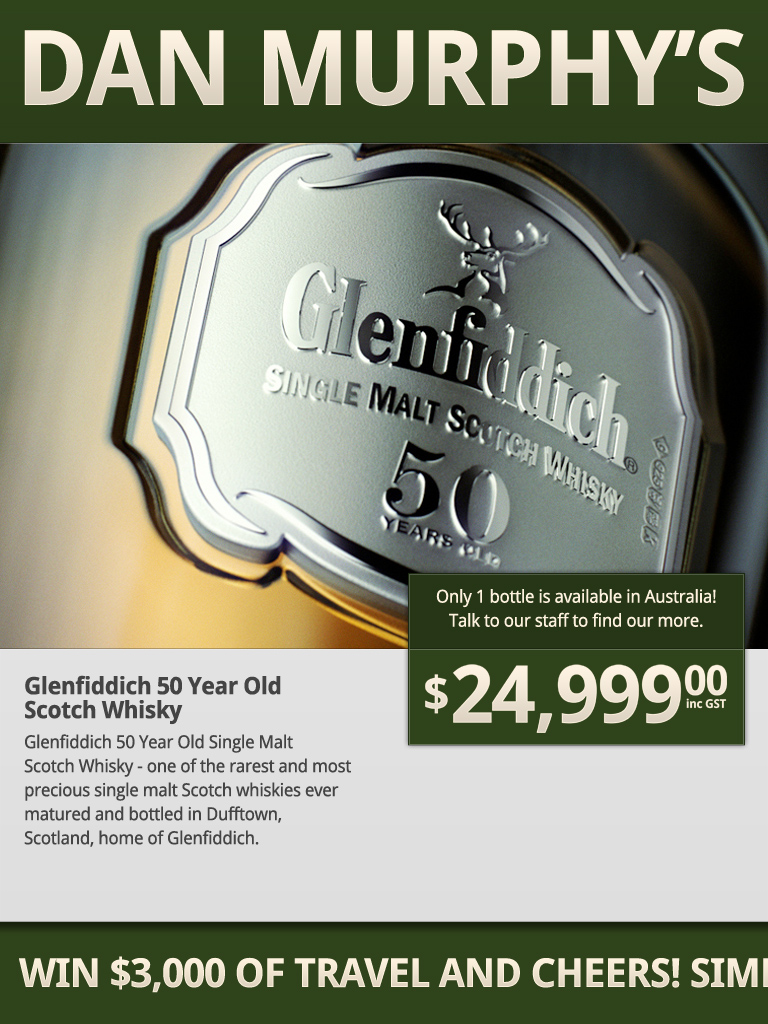 DAN MURPHY'S
Glenfiddich®
SINGLE MALT SCOTCH WHISKY
50
YEARS OLD
Only 1 bottle is available in Australia!
Talk to our staff to find our more.
$24,99900
inc GST
Glenfiddich 50 Year Old
Scotch Whisky
Glenfiddich 50 Year Old Single Malt
Scotch Whisky - one of the rarest and most
precious single malt Scotch whiskies ever
matured and bottled in Dufftown,
Scotland, home of Glenfiddich.
WIN $3,000 OF TRAVEL AND CHEERS!